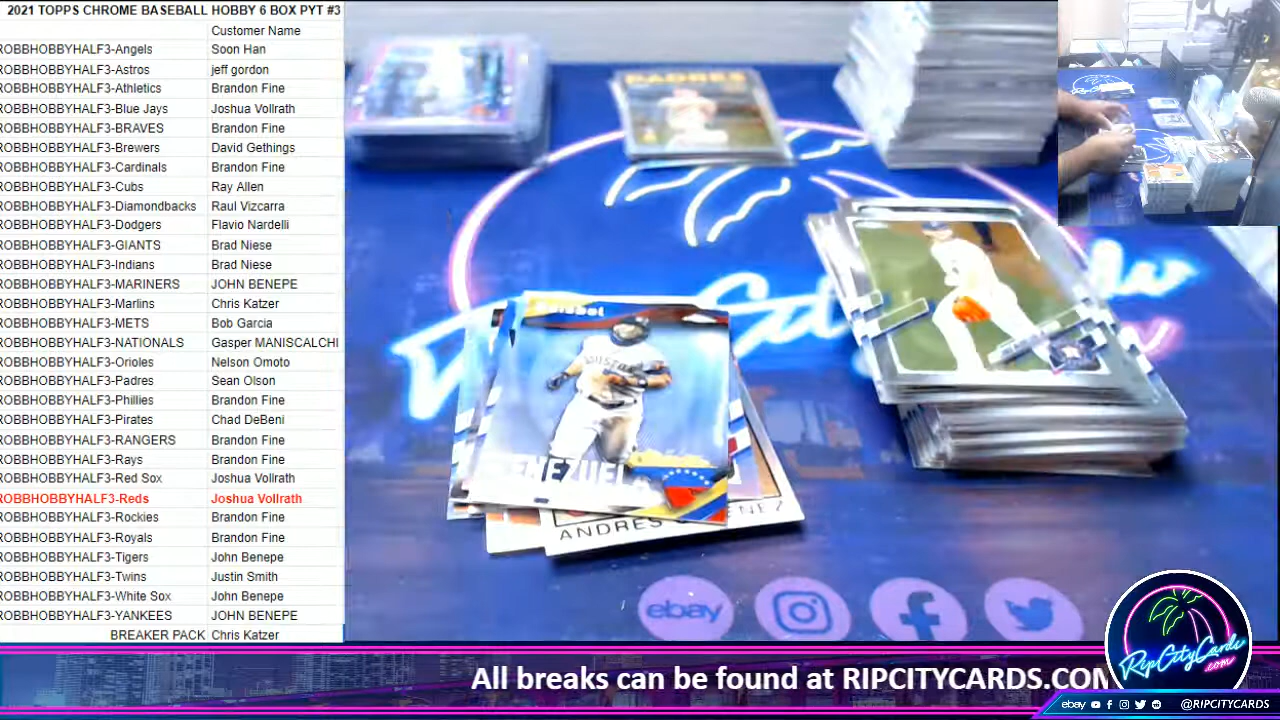 2021 TOPPS CHROME BASEBALL HOBBY 6 BOX PYT #3
Customer Name
ROBBHOBBYHALF3-Angels Soon Han
ROBBHOBBYHALF3-Astros jeff gordon
ROBBHOBBYHALF3-Athletics Brandon Fine
ROBBHOBBYHALF3-Blue Jays Joshua Vollrath
ROBBHOBBYHALF3-BRAVES Brandon Fine
ROBBHOBBYHALF3-Brewers David Gethings
ROBBHOBBYHALF3-Cardinals Brandon Fine
ROBBHOBBYHALF3-Cubs Ray Allen
ROBBHOBBYHALF3-Diamondbacks Raul Vizcarra
ROBBHOBBYHALF3-Dodgers Flavio Nardelli
ROBBHOBBYHALF3-GIANTS Brad Niese
ROBBHOBBYHALF3-Indians Brad Niese
ROBBHOBBYHALF3-MARINERS JOHN BENEPE
ROBBHOBBYHALF3-Marlins Chris Katzer
ROBBHOBBYHALF3-METS Bob Garcia
ROBBHOBBYHALF3-NATIONALS Gasper MANISCALCHI
ROBBHOBBYHALF3-Orioles Nelson Omoto
ROBBHOBBYHALF3-Padres Sean Olson
ROBBHOBBYHALF3-Phillies Brandon Fine
ROBBHOBBYHALF3-Pirates Chad DeBeni
ROBBHOBBYHALF3-RANGERS Brandon Fine
ROBBHOBBYHALF3-Rays Brandon Fine
ROBBHOBBYHALF3-Red Sox Joshua Vollrath
ROBBHOBBYHALF3-Reds Joshua Vollrath
ROBBHOBBYHALF3-Rockies Brandon Fine
ROBBHOBBYHALF3-Royals Brandon Fine
ROBBHOBBYHALF3-Tigers John Benepe
ROBBHOBBYHALF3-Twins Justin Smith
ROBBHOBBYHALF3-White Sox John Benepe
ROBBHOBBYHALF3-YANKEES JOHN BENEPE
BREAKER PACK Chris Katzer
PADRES
ANDRES
ebay
All breaks can be found at RIPCITYCARDS.COM
RipCityCards
.com
ebay @RIPCITYCARDS